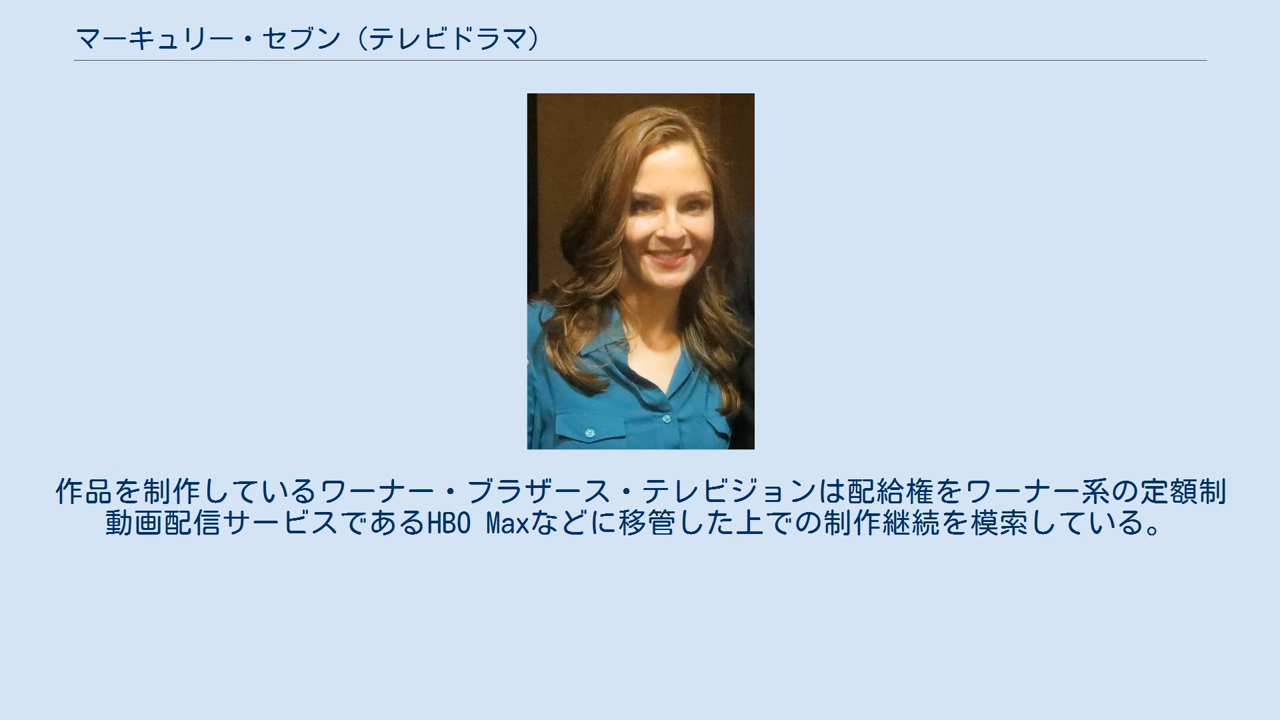 マーキュリー・セブン（テレビドラマ）
作品を制作しているワーナー・ブラザース・テレビジョンは配給権をワーナー系の定額制
動画配信サービスであるHBO Maxなどに移管した上での制作継続を模索している。